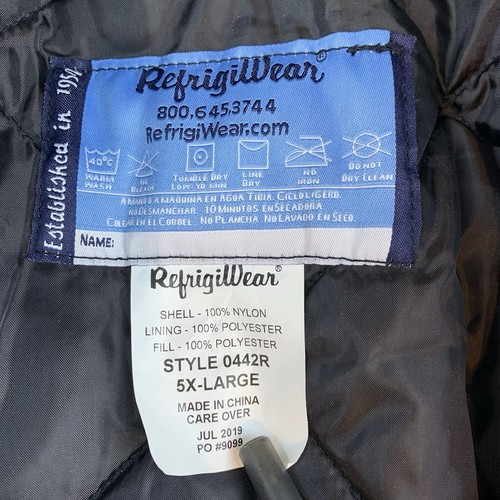 Established in 1954
RefrigiWear®
800.645.3744
RefrigiWear.com
40°C
WARM WASH
BLEACH
TUMBLE DRY LOW-10 MIN
LINE DRY
NO IRON
DO NOT DRY CLEAN
A MANO A MAQUINA EN AGUA TIBIA. CICLO LIGERO.
NO DESMANCHAR 10 MINUTOS EN SECADORA
COLGAR EN EL CORDEL. NO PLANCHA. NO LAVADO EN SECO.
NAME:
RefrigiWear®
SHELL - 100% NYLON
LINING - 100% POLYESTER
FILL - 100% POLYESTER
STYLE 0442R
5X-LARGE
MADE IN CHINA
CARE OVER
JUL 2019
PO #9099